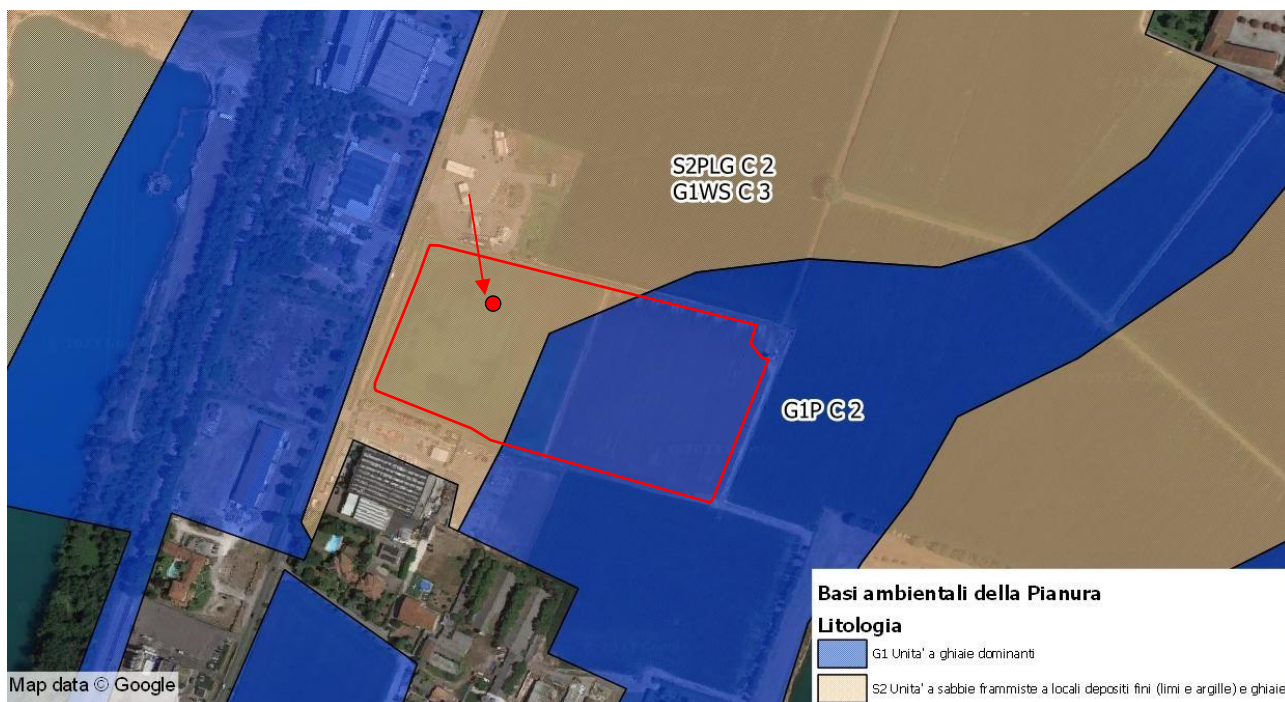 S2PLG C 2
G1WS C 3
G1P C 2
Basi ambientali della Pianura
Litologia
G1 Unita' a ghiaie dominanti
S2 Unita' a sabbie frammiste a locali depositi fini (limi e argille) e ghiaie
Map data © Google